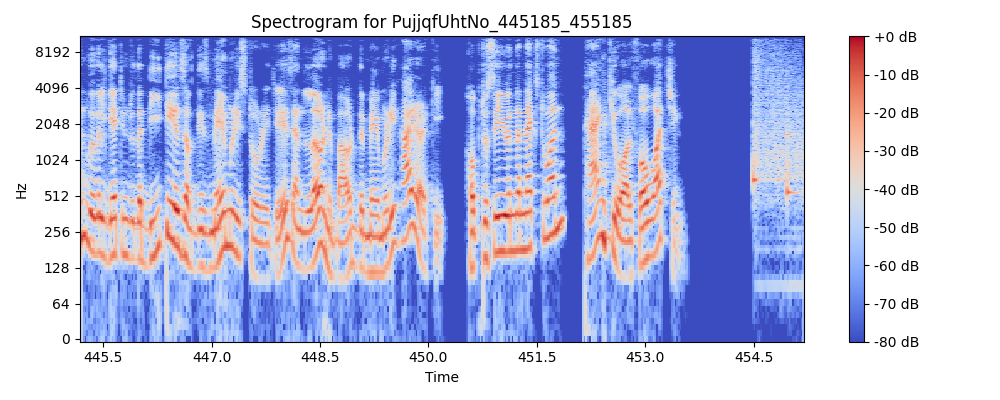 Spectrogram for PujjqfUhtNo_445185_455185
8192
4096
2048
1024
512
256
128
64
0
Hz
445.5
447.0
448.5
450.0
451.5
453.0
454.5
Time
+0 dB
-10 dB
-20 dB
-30 dB
-40 dB
-50 dB
-60 dB
-70 dB
-80 dB